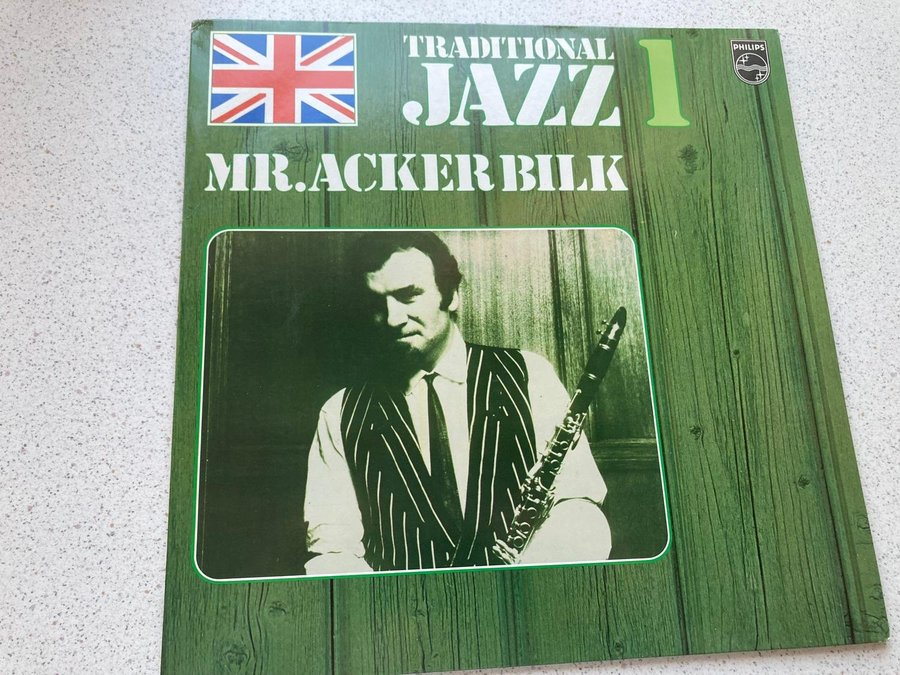 TRADITIONAL
JAZZ 1
PHILIPS
MR. ACKER BILK